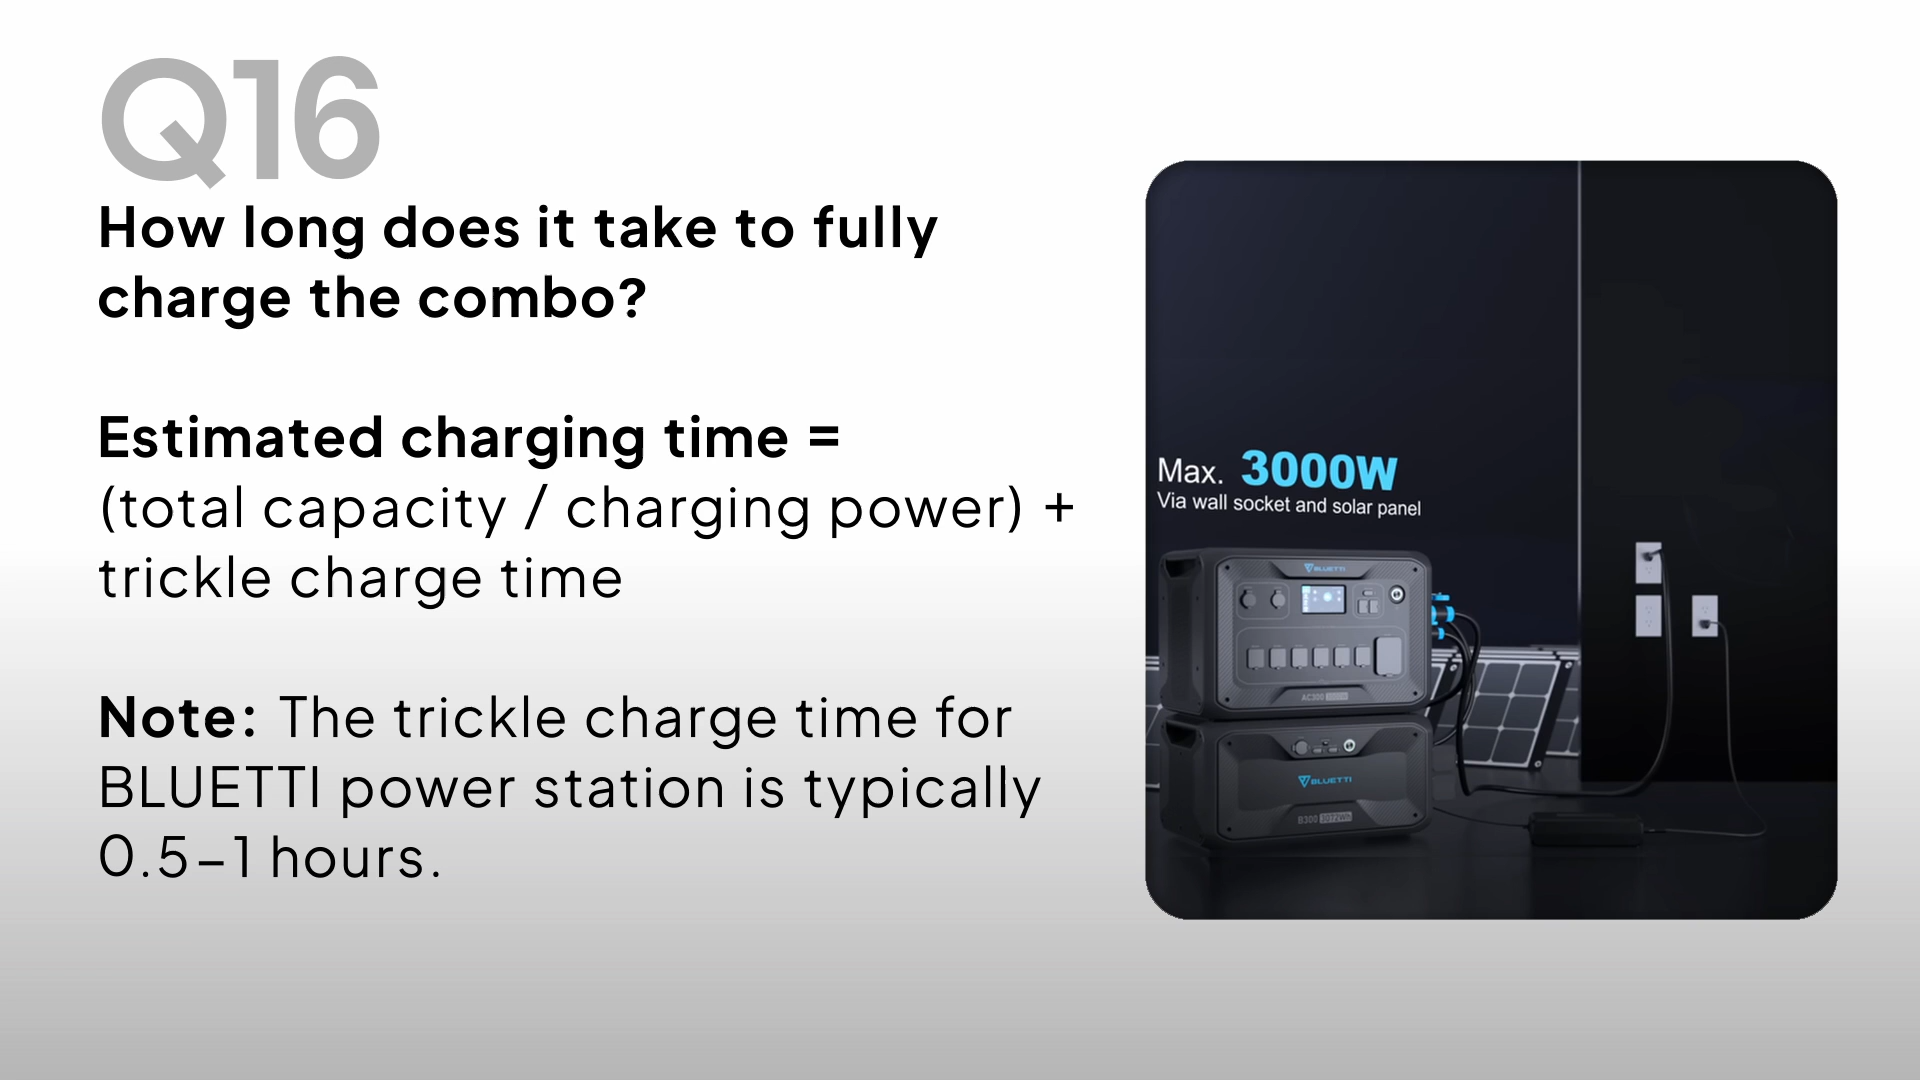 Q16
How long does it take to fully
charge the combo?
Estimated charging time =
(total capacity / charging power) +
trickle charge time
Note: The trickle charge time for
BLUETTI power station is typically
0.5–1 hours.
Max. 3000W
Via wall socket and solar panel
BLUETTI
AC300
BLUETTI
B300 3072Wh